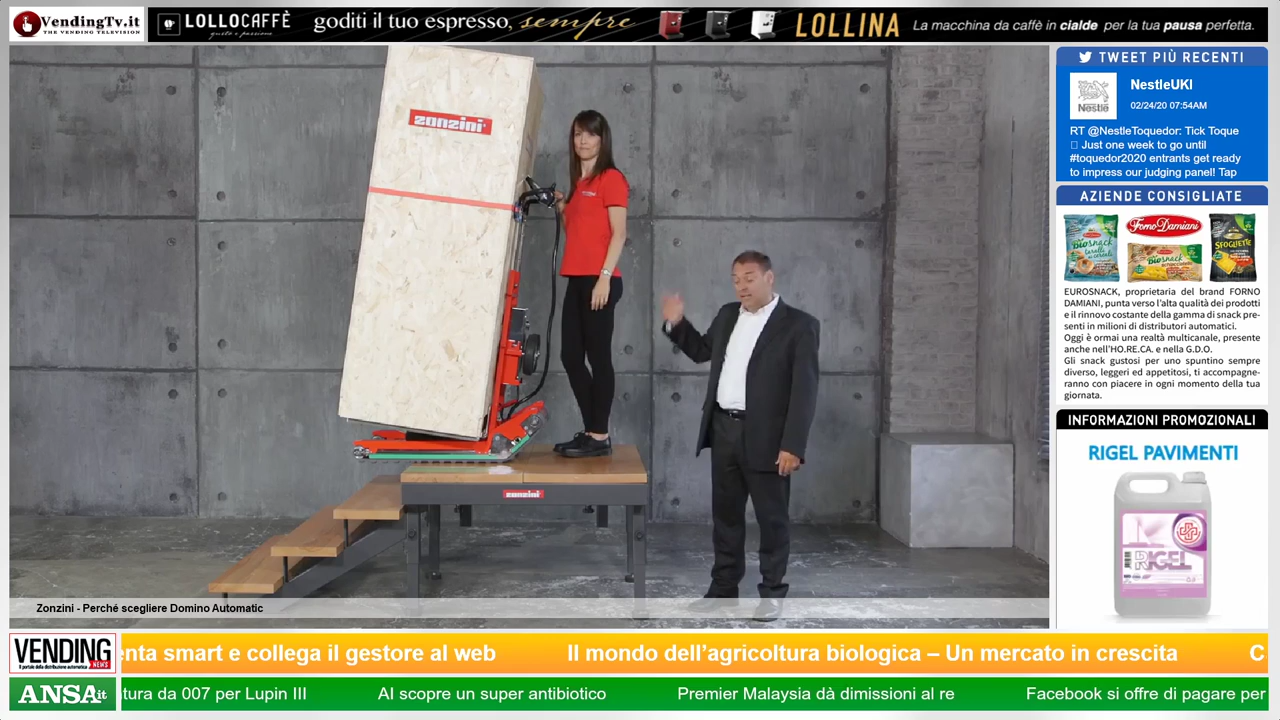 VendingTv.it
THE VENDING TELEVISION
LOLLOCAFFÈ
gusto e passione
goditi il tuo espresso, sempre
LOLLINA
La macchina da caffè in cialde per la tua pausa perfetta.
zonzini
zonzini
Zonzini - Perché scegliere Domino Automatic
TWEET PIÙ RECENTI
Nestle
NestleUKI
02/24/20 07:54AM
RT @NestleToquedor: Tick Toque
Just one week to go until
#toquedor2020 entrants get ready
to impress our judging panel! Tap
AZIENDE CONSIGLIATE
Forno Damiani
Biosnack
Biosnack
SFOGLIETTE
EUROSNACK, proprietaria del brand FORNO
DAMIANI, punta verso l'alta qualità dei prodotti
e il rinnovo costante della gamma di snack pre-
senti in milioni di distributori automatici.
Oggi è ormai una realtà multicanale, presente
anche nell'HO.RE.CA. e nella G.D.O.
Gli snack gustosi per uno spuntino sempre
diverso, leggeri ed appetitosi, ti accompagne-
ranno con piacere in ogni momento della tua
giornata.
INFORMAZIONI PROMOZIONALI
RIGEL PAVIMENTI
RIGEL
VENDING NEWS
Il portale della distribuzione automatica
enta smart e collega il gestore al web Il mondo dell'agricoltura biologica – Un mercato in crescita C
ANSA.it
tura da 007 per Lupin III AI scopre un super antibiotico Premier Malaysia dà dimissioni al re Facebook si offre di pagare per